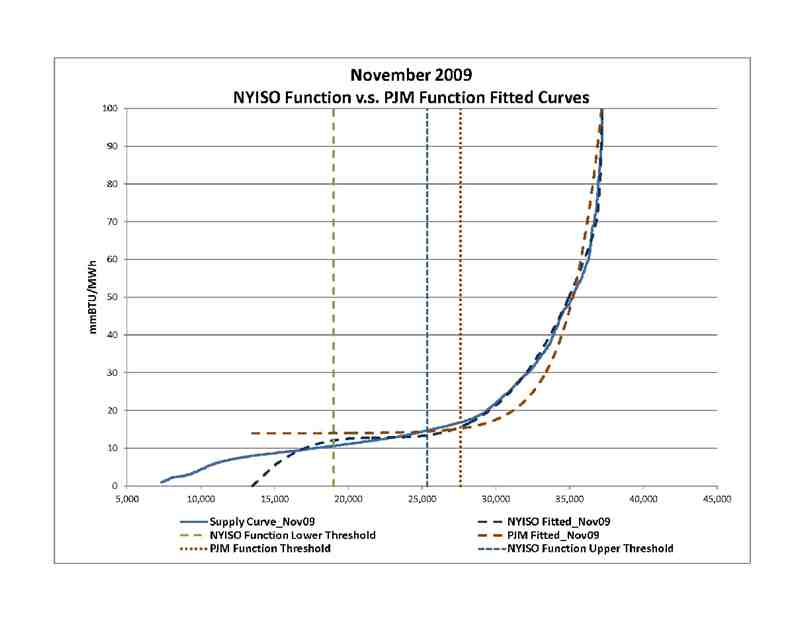 November 2009
NYISO Function v.s. PJM Function Fitted Curves
100
90
80
70
60
50
40
30
20
10
0
mmBTU/MWh
5,000 10,000 15,000 20,000 25,000 30,000 35,000 40,000 45,000
Supply Curve_Nov09 NYISO Fitted_Nov09
NYISO Function Lower Threshold PJM Fitted_Nov09
PJM Function Threshold NYISO Function Upper Threshold